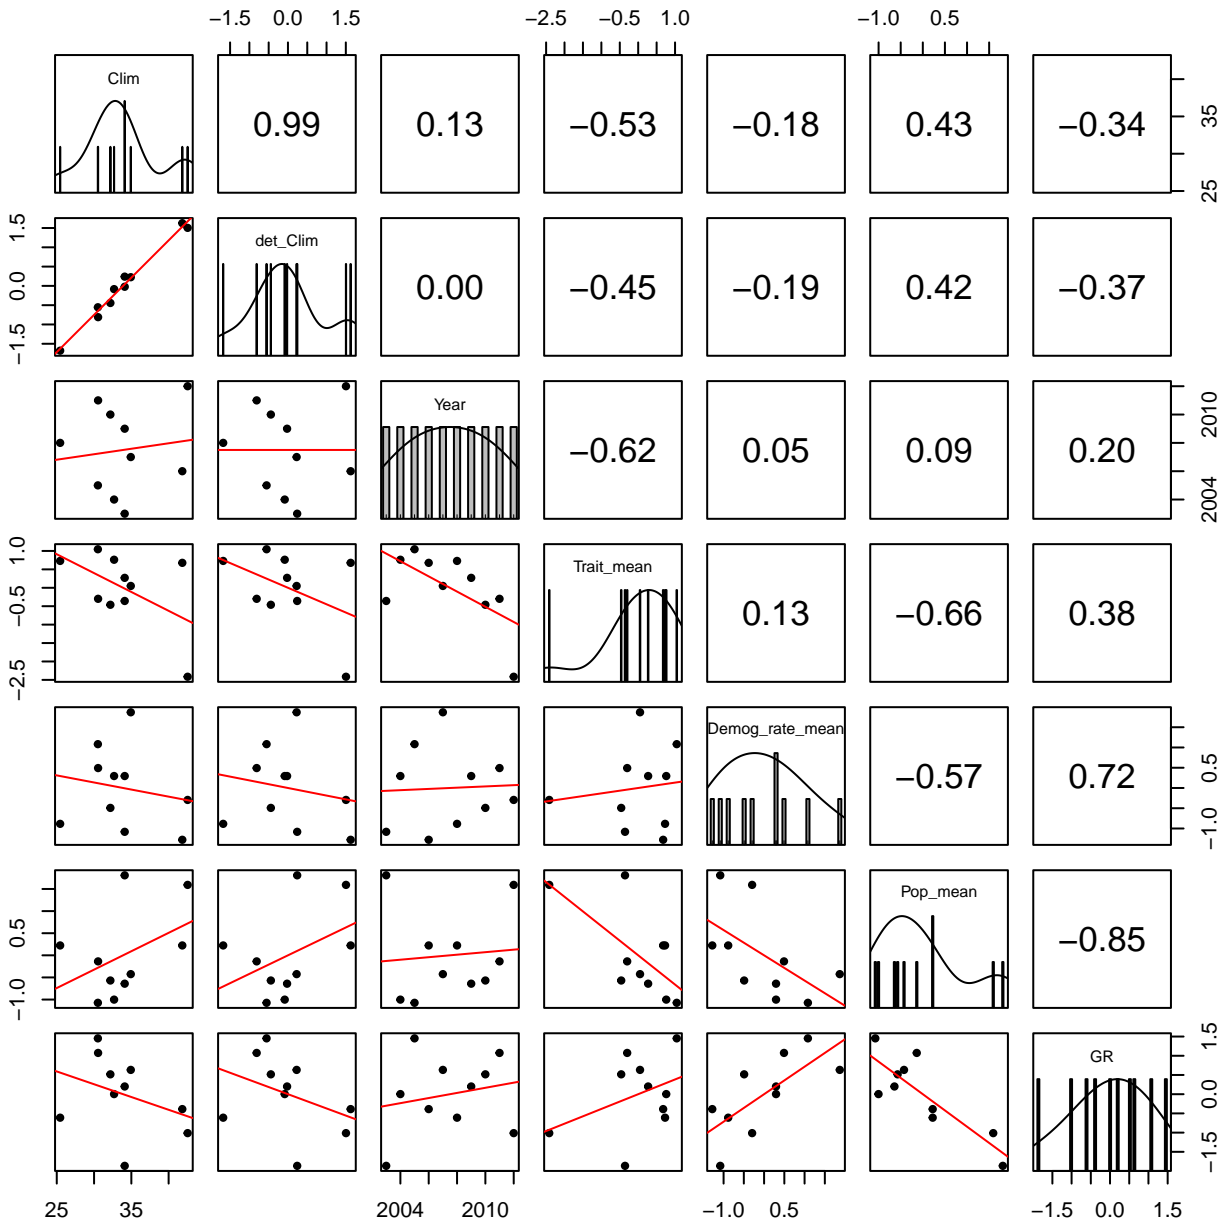 −1.5 0.0 1.5 −2.5 −0.5 1.0 −1.0 0.5
Clim 0.99 0.13 −0.53 −0.18 0.43 −0.34 25 35
−1.5 0.0 1.5 det_Clim 0.00 −0.45 −0.19 0.42 −0.37
Year −0.62 0.05 0.09 0.20 2004 2010
−2.5 −0.5 1.0 Trait_mean 0.13 −0.66 0.38
Demog_rate_mean −0.57 0.72 −1.0 0.5
−1.0 0.5 Pop_mean −0.85
GR −1.5 0.0 1.5
25 35 2004 2010 −1.0 0.5 −1.5 0.0 1.5